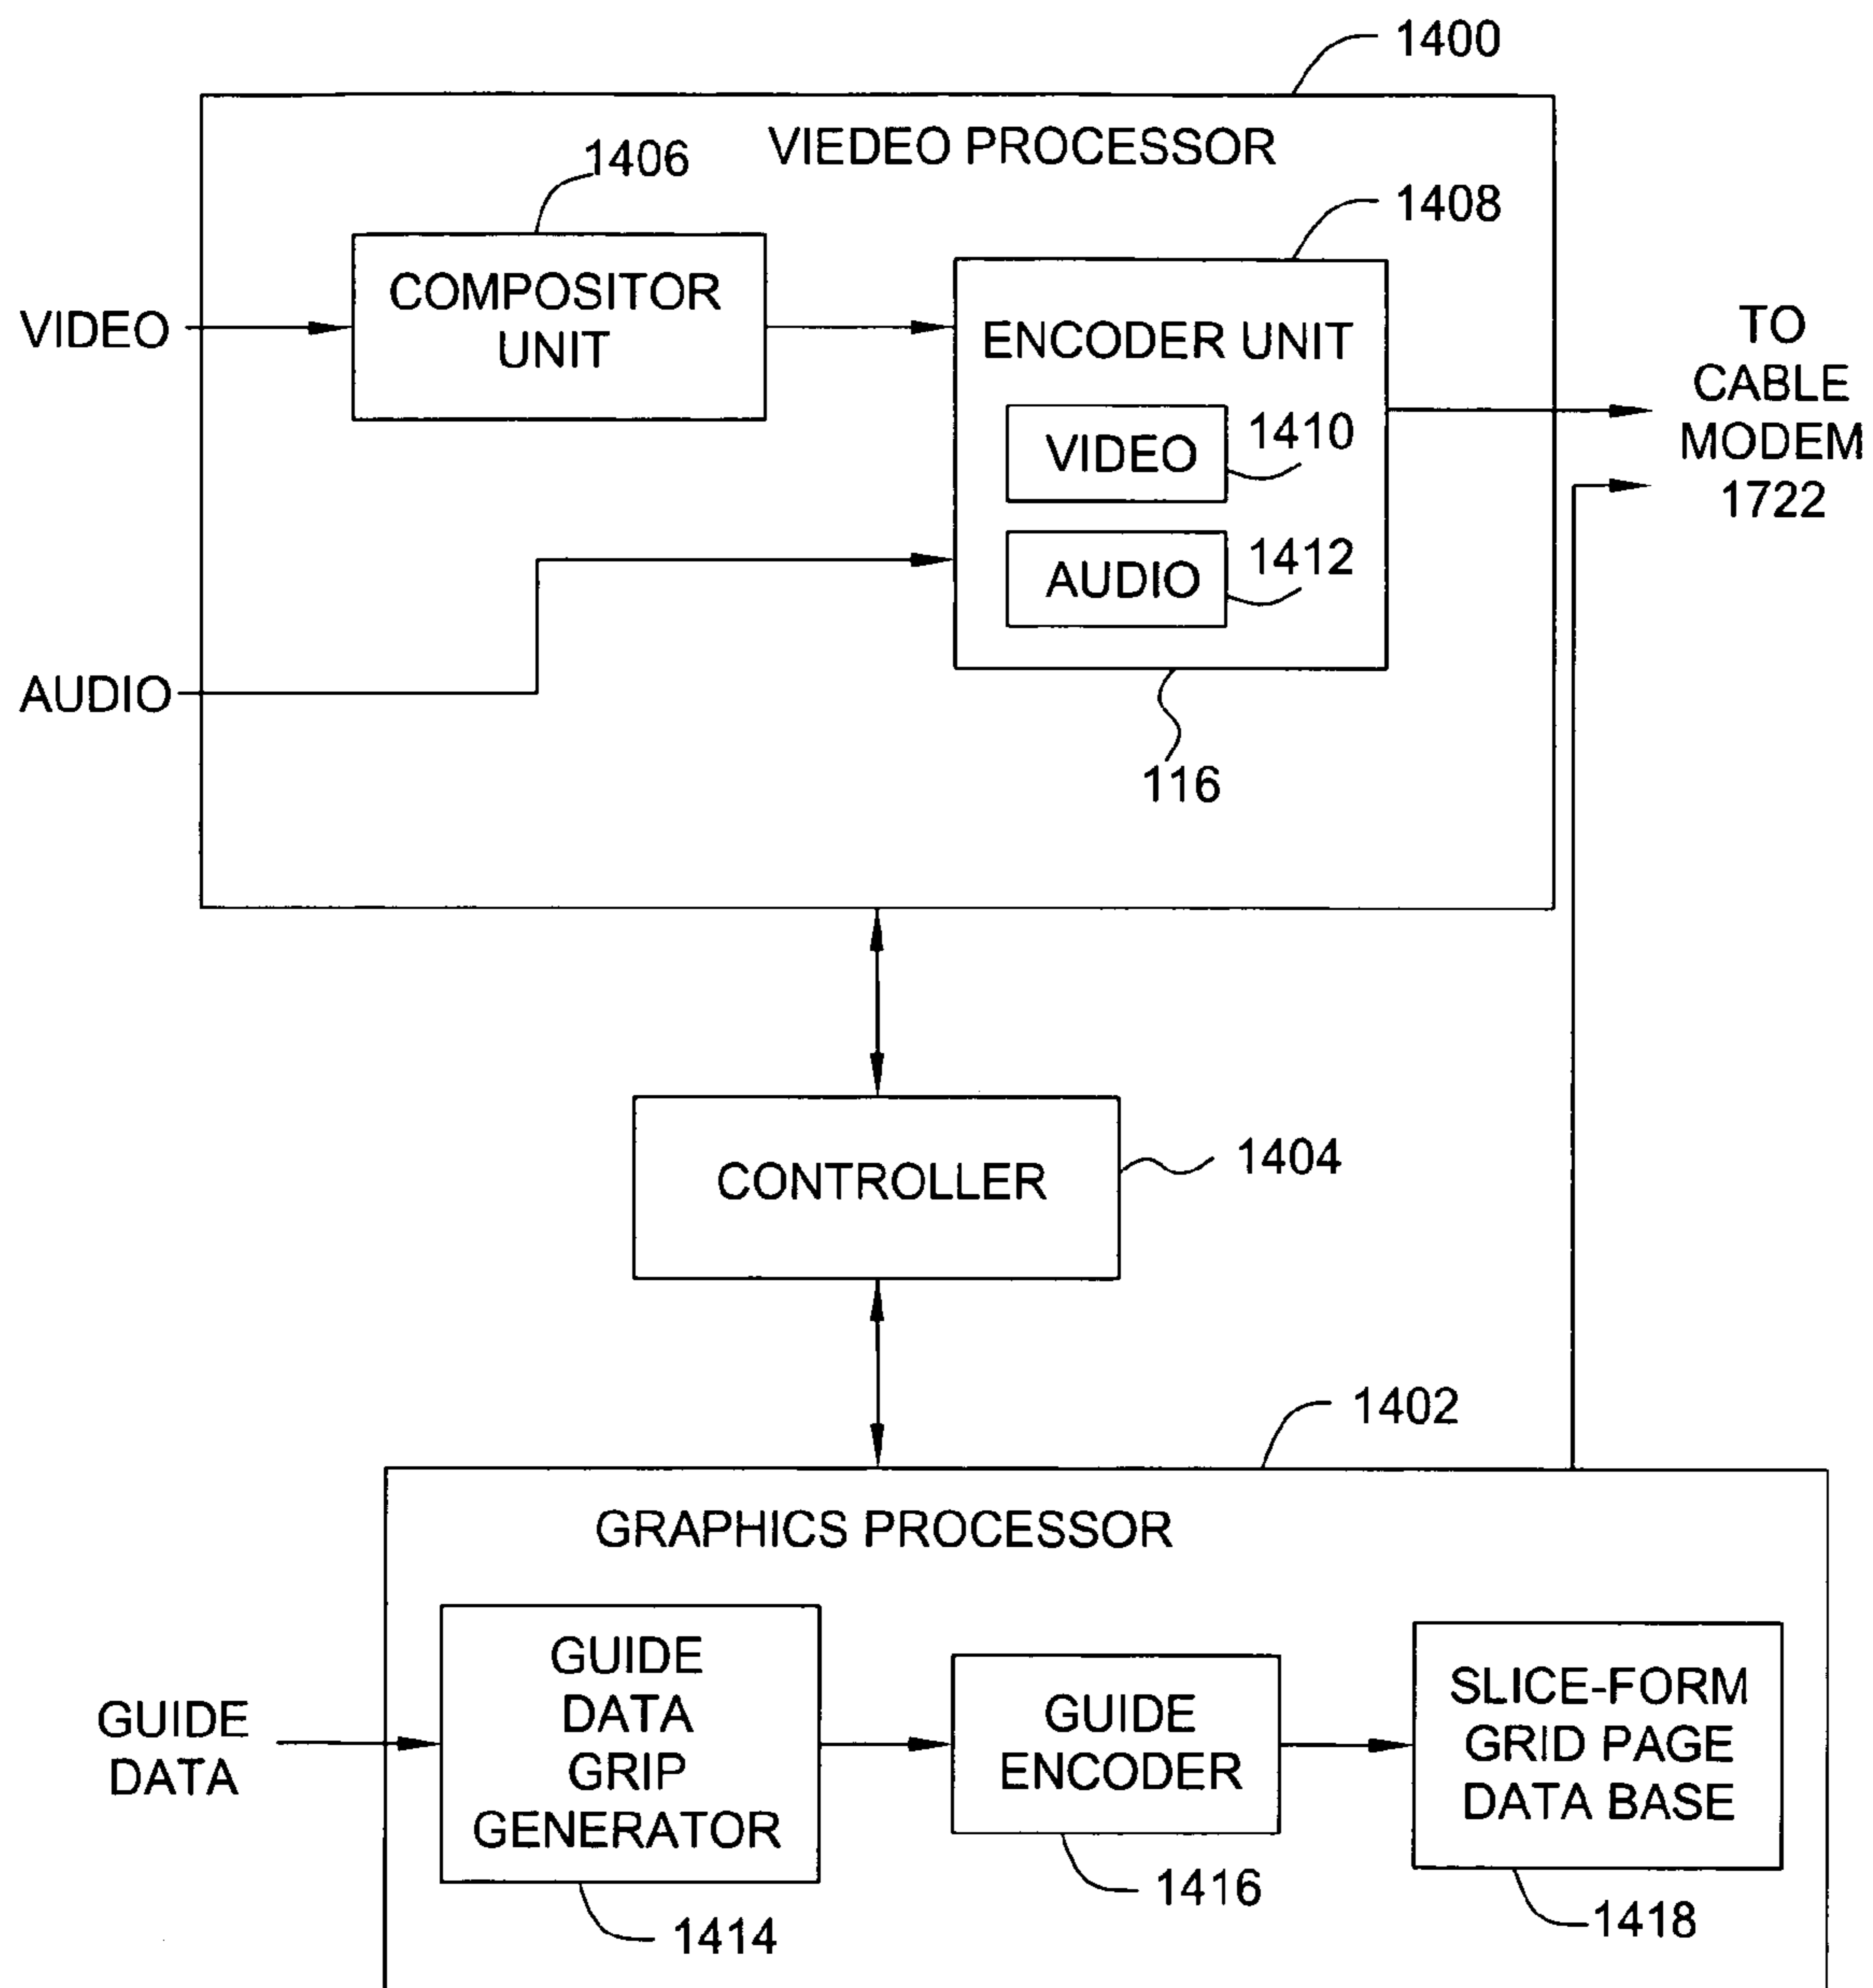 1400
VIEDEO PROCESSOR
1406
1408
COMPOSITOR
UNIT
VIDEO
ENCODER UNIT
VIDEO
1410
AUDIO
1412
TO
CABLE
MODEM
1722
AUDIO
116
CONTROLLER
1404
1402
GRAPHICS PROCESSOR
GUIDE
DATA
GUIDE
DATA
GRIP
GENERATOR
GUIDE
ENCODER
SLICE-FORM
GRID PAGE
DATA BASE
1414
1416
1418